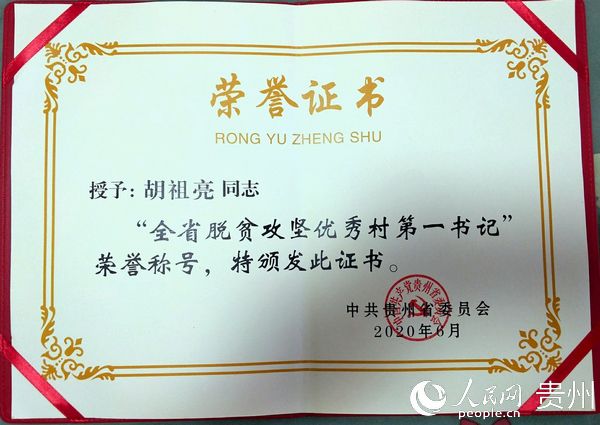 荣誉证书
RONG YU ZHENG SHU
授予：胡祖亮同志
“全省脱贫攻坚优秀村第一书记”
荣誉称号，特颁发此证书。
中共贵州省委员会
2020年6月
人民网 贵州
people.cn